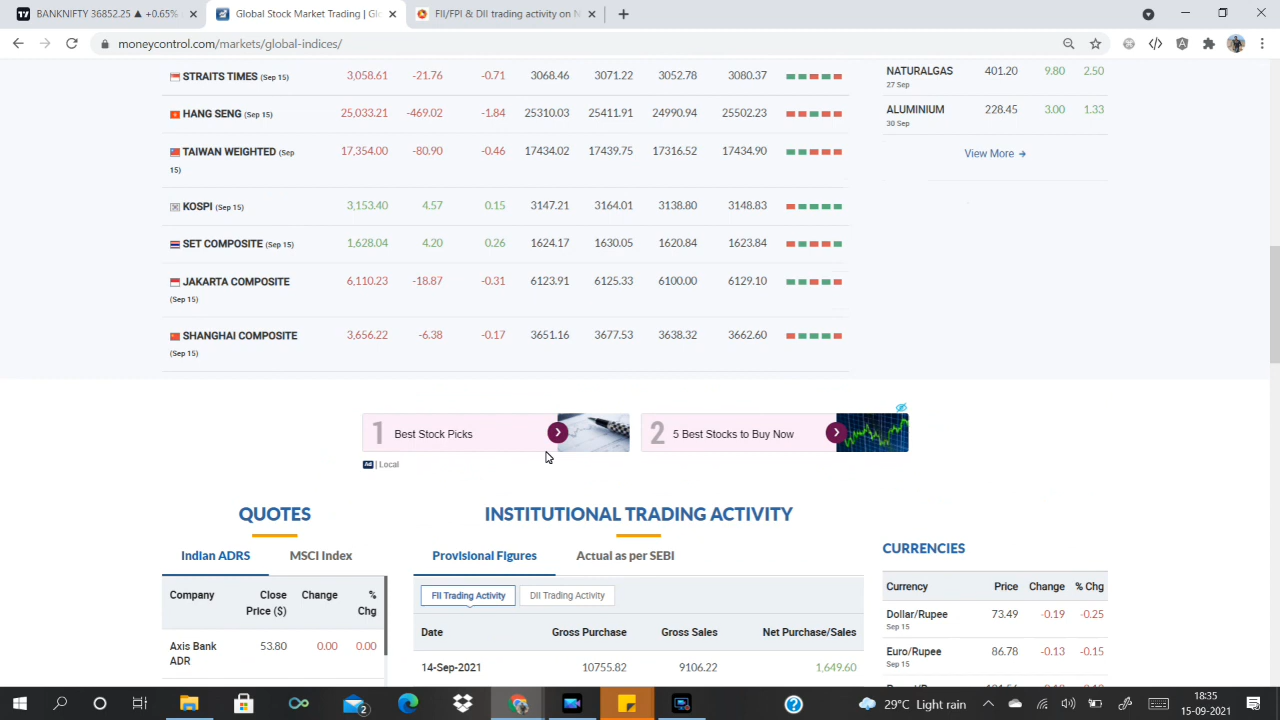 BANKNIFTY 36852.25 ▲ +0.65%
Global Stock Market Trading | Gl
FII/FPI & DII trading activity on N
moneycontrol.com/markets/global-indices/
STRAITS TIMES (Sep 15) 3,058.61 -21.76 -0.71 3068.46 3071.22 3052.78 3080.37
HANG SENG (Sep 15) 25,033.21 -469.02 -1.84 25310.03 25411.91 24990.94 25502.23
TAIWAN WEIGHTED (Sep 15) 17,354.00 -80.90 -0.46 17434.02 17439.75 17316.52 17434.90
KOSPI (Sep 15) 3,153.40 4.57 0.15 3147.21 3164.01 3138.80 3148.83
SET COMPOSITE (Sep 15) 1,628.04 4.20 0.26 1624.17 1630.05 1620.84 1623.84
JAKARTA COMPOSITE (Sep 15) 6,110.23 -18.87 -0.31 6123.91 6125.33 6100.00 6129.10
SHANGHAI COMPOSITE (Sep 15) 3,656.22 -6.38 -0.17 3651.16 3677.53 3638.32 3662.60
NATURALGAS 401.20 9.80 2.50
27 Sep
ALUMINIUM 228.45 3.00 1.33
30 Sep
View More →
1 Best Stock Picks
2 5 Best Stocks to Buy Now
Ad | Local
QUOTES
Indian ADRS MSCI Index
Company Close Price ($) Change % Chg
Axis Bank ADR 53.80 0.00 0.00
INSTITUTIONAL TRADING ACTIVITY
Provisional Figures Actual as per SEBI
FII Trading Activity DII Trading Activity
Date Gross Purchase Gross Sales Net Purchase/Sales
14-Sep-2021 10755.82 9106.22 1,649.60
CURRENCIES
Currency Price Change % Chg
Dollar/Rupee 73.49 -0.19 -0.25
Sep 15
Euro/Rupee 86.78 -0.13 -0.15
Sep 15
2
29°C Light rain
18:35
15-09-2021